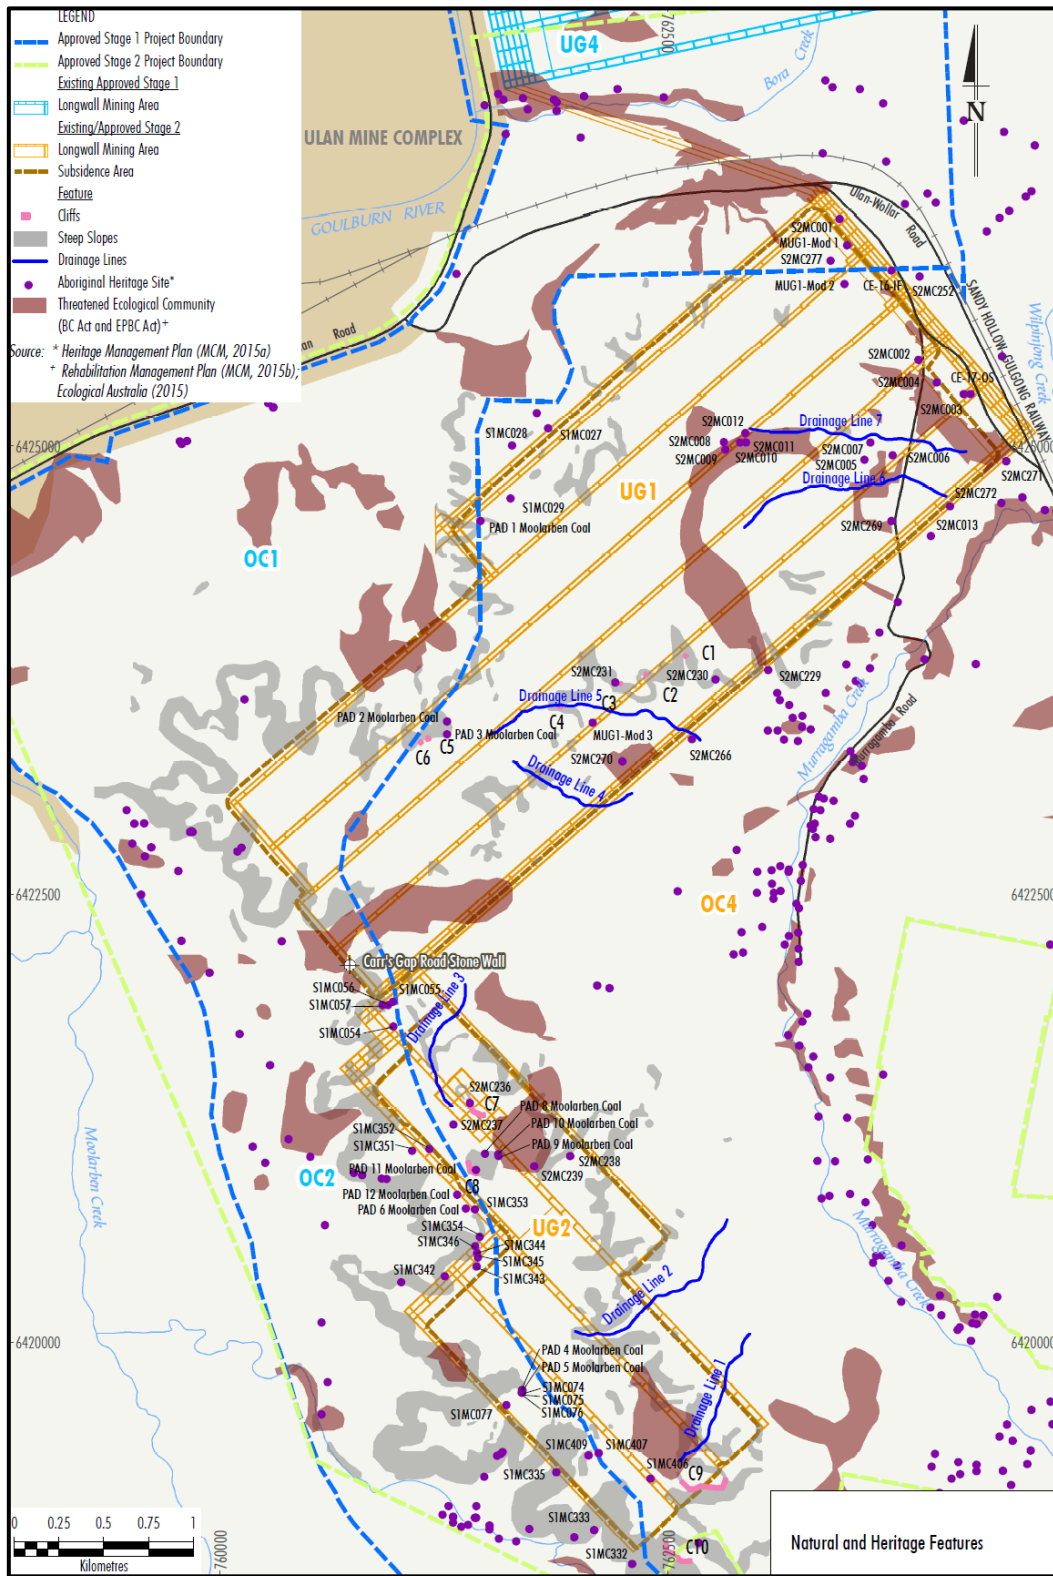 LEGEND
Approved Stage 1 Project Boundary
Approved Stage 2 Project Boundary
Existing Approved Stage 1
Longwall Mining Area
Existing/Approved Stage 2
Longwall Mining Area
Subsidence Area
Feature
Cliffs
Steep Slopes
Drainage Lines
Aboriginal Heritage Site*
Threatened Ecological Community
(BC Act and EPBC Act)+
Source: * Heritage Management Plan (MCM, 2015a)
+ Rehabilitation Management Plan (MCM, 2015b);
Ecological Australia (2015)
762500
UG4
Bora Creek
N
ULAN MINE COMPLEX
GOULBURN RIVER
Ulan-Wollar
Road
S2MC001
MUG1-Mod 1
S2MC277
MUG1-Mod 2
CE-16-IF
S2MC252
SANDY HOLLOW GULGONG RAILWAY
Wilpinjong Creek
Road
S2MC002
S2MC004
CE-17-OS
S2MC003
S1MC028
S1MC027
S2MC012
Drainage Line 7
6425000
S2MC008
S2MC011
S2MC007
6425000
S2MC009
S2MC010
S2MC005
S2MC006
S2MC271
UG1
Drainage Line 6
S2MC272
S1MC029
S2MC013
PAD 1 Moolarben Coal
S2MC269
OC1
C1
S2MC231
S2MC230
S2MC229
C2
Drainage Line 5
PAD 2 Moolarben Coal
C3
C4
PAD 3 Moolarben Coal
MUG1-Mod 3
C5
C6
S2MC270
S2MC266
Drainage Line 4
Murragamba Creek
Murragamba Road
6422500
OC4
6422500
Carr's Gap Road Stone Wall
S1MC056
S1MC055
S1MC057
Drainage Line 3
S1MC054
S2MC236
C7
PAD 8 Moolarben Coal
S2MC237
PAD 10 Moolarben Coal
S1MC352
S1MC351
PAD 9 Moolarben Coal
Moolarben Creek
OC2
PAD 11 Moolarben Coal
S2MC238
S2MC239
C8
PAD 12 Moolarben Coal
PAD 6 Moolarben Coal
S1MC353
S1MC354
UG2
S1MC346
S1MC344
S1MC345
S1MC342
S1MC343
Murragamba Creek
Drainage Line 2
6420000
6420000
PAD 4 Moolarben Coal
PAD 5 Moolarben Coal
S1MC074
S1MC075
S1MC076
S1MC077
Drainage Line 1
S1MC409
S1MC407
S1MC335
S1MC406
C9
S1MC333
S1MC332
C10
0 0.25 0.5 0.75 1
Kilometres
760000
762500
Natural and Heritage Features